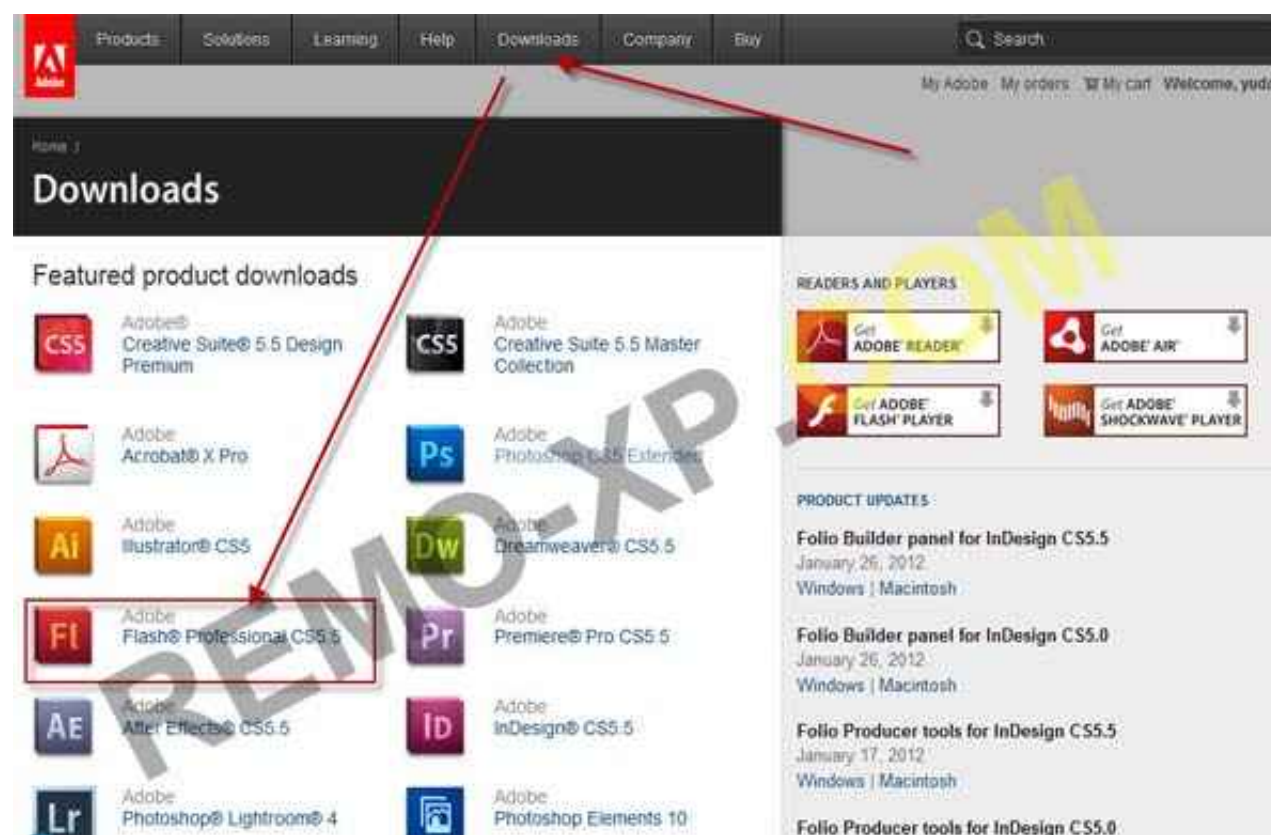 Adobe
Products Solutions Learning Help Downloads Company Buy Search
My Adobe My orders My cart Welcome,
Home /
Downloads
Featured product downloads
CS5
Adobe®
Creative Suite® 5.5 Design
Premium
CS5
Adobe
Creative Suite 5.5 Master
Collection
Adobe
Acrobat® X Pro
Ps
Adobe
Photoshop CS5 Extended
Ai
Adobe
Illustrator® CS5
Dw
Adobe
Dreamweaver® CS5.5
Fl
Adobe
Flash® Professional CS5.5
Pr
Adobe
Premiere® Pro CS5.5
AE
Adobe
After Effects® CS5.5
ID
Adobe
InDesign® CS5.5
Lr
Adobe
Photoshop® Lightroom® 4
Adobe
Photoshop Elements 10
READERS AND PLAYERS
Get
ADOBE® READER®
Get
ADOBE® AIR™
Get ADOBE®
FLASH® PLAYER
Get ADOBE®
SHOCKWAVE® PLAYER
PRODUCT UPDATES
Folio Builder panel for InDesign CS5.5
January 26, 2012
Windows | Macintosh
Folio Builder panel for InDesign CS5.0
January 26, 2012
Windows | Macintosh
Folio Producer tools for InDesign CS5.5
January 17, 2012
Windows | Macintosh
Folio Producer tools for InDesign CS5.0
REMO-XP.COM